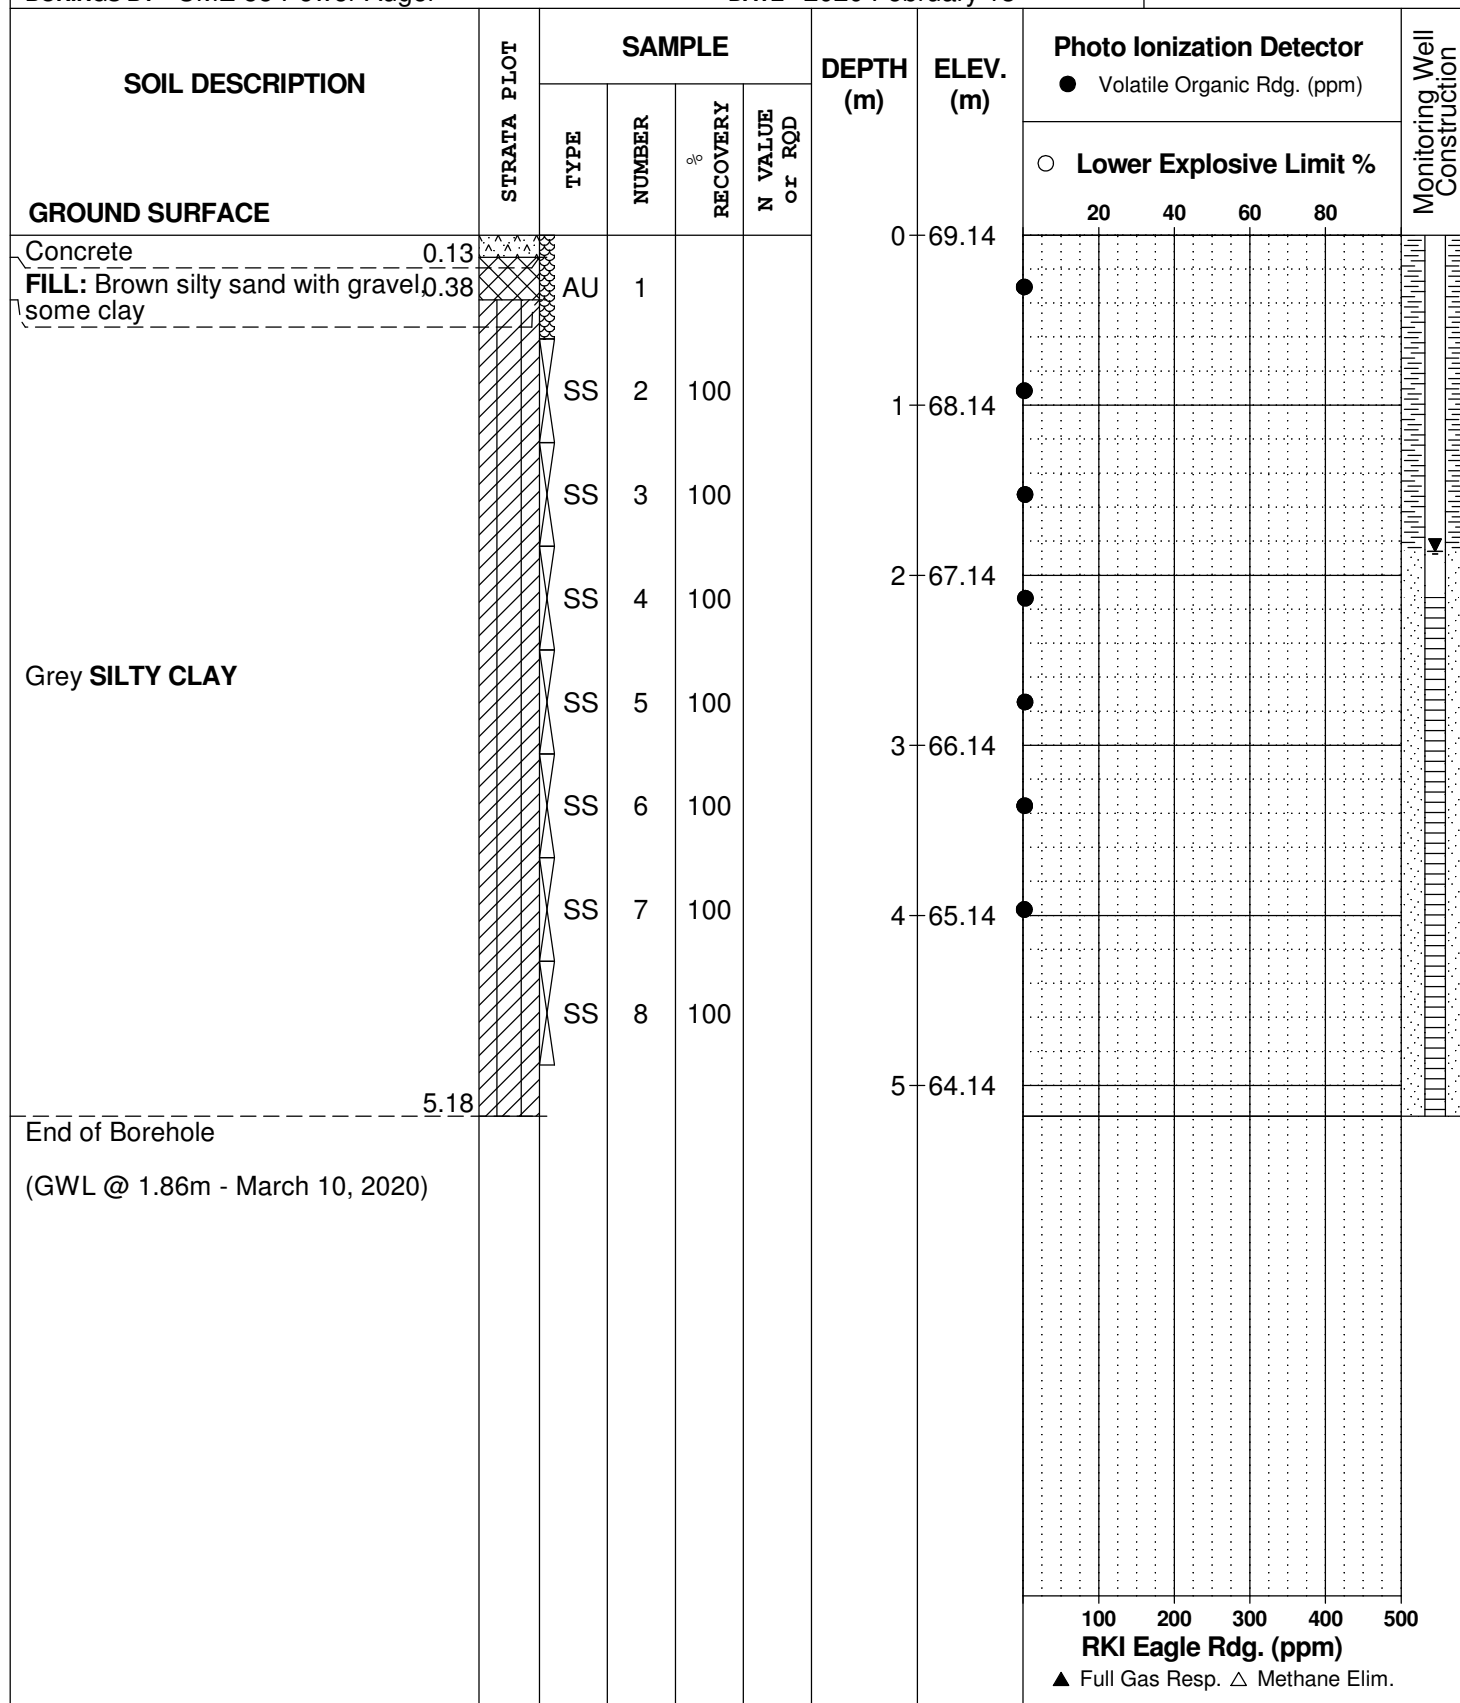 SOIL DESCRIPTION
GROUND SURFACE
STRATA PLOT
SAMPLE
TYPE
NUMBER
% RECOVERY
N VALUE or RQD
DEPTH (m)
ELEV. (m)
Photo Ionization Detector
● Volatile Organic Rdg. (ppm)
○ Lower Explosive Limit %
20 40 60 80
Monitoring Well Construction
0 69.14
Concrete 0.13
FILL: Brown silty sand with gravel, 0.38
some clay
AU 1
SS 2 100
1 68.14
SS 3 100
2 67.14
SS 4 100
Grey SILTY CLAY
SS 5 100
3 66.14
SS 6 100
SS 7 100
4 65.14
SS 8 100
5 64.14
5.18
End of Borehole
(GWL @ 1.86m - March 10, 2020)
100 200 300 400 500
RKI Eagle Rdg. (ppm)
▲ Full Gas Resp. △ Methane Elim.